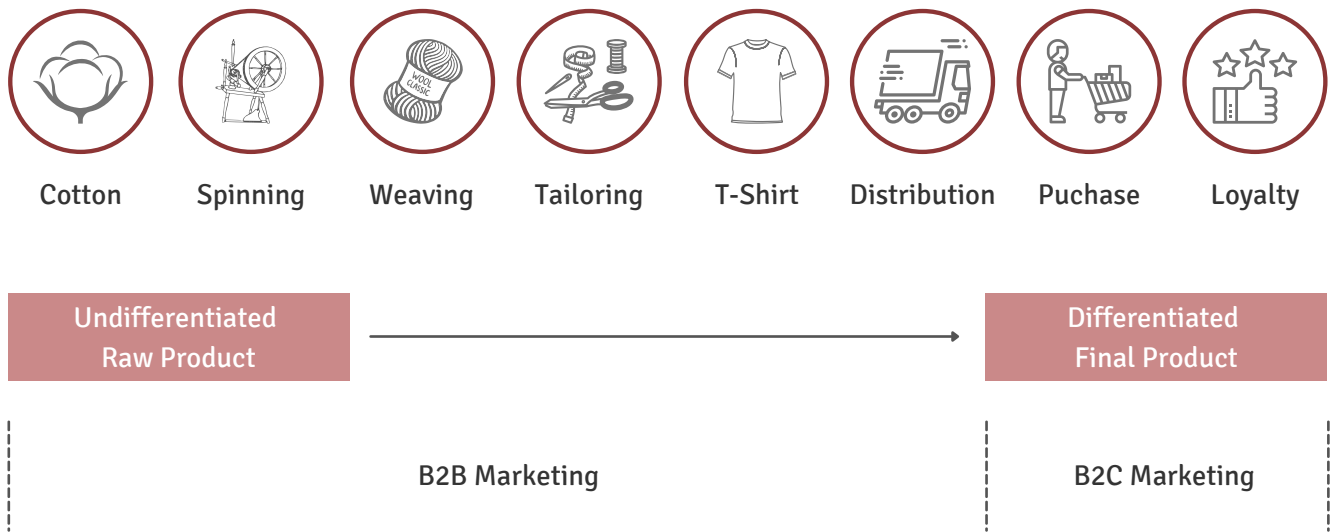 WOOL
CLASSIC
Cotton
Spinning
Weaving
Tailoring
T-Shirt
Distribution
Puchase
Loyalty
Undifferentiated
Raw Product
Differentiated
Final Product
B2B Marketing
B2C Marketing